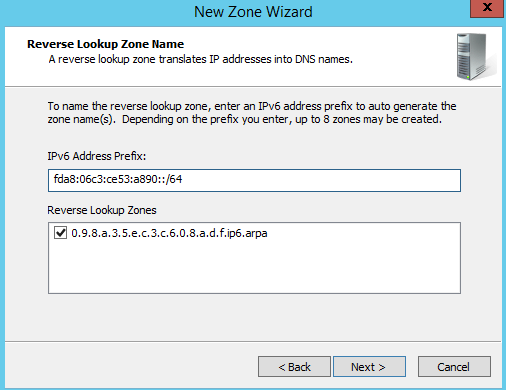 New Zone Wizard
x
Reverse Lookup Zone Name
A reverse lookup zone translates IP addresses into DNS names.
To name the reverse lookup zone, enter an IPv6 address prefix to auto generate the
zone name(s). Depending on the prefix you enter, up to 8 zones may be created.
IPv6 Address Prefix:
fda8:06c3:ce53:a890::/64
Reverse Lookup Zones
0.9.8.a.3.5.e.c.3.c.6.0.8.a.d.f.ip6.arpa
< Back
Next >
Cancel